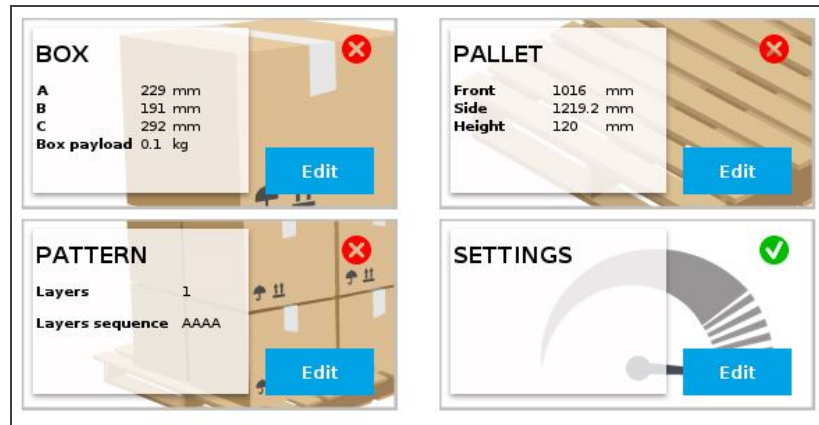 BOX
A 229 mm
B 191 mm
C 292 mm
Box payload 0.1 kg
Edit
PALLET
Front 1016 mm
Side 1219.2 mm
Height 120 mm
Edit
PATTERN
Layers 1
Layers sequence AAAA
Edit
SETTINGS
Edit